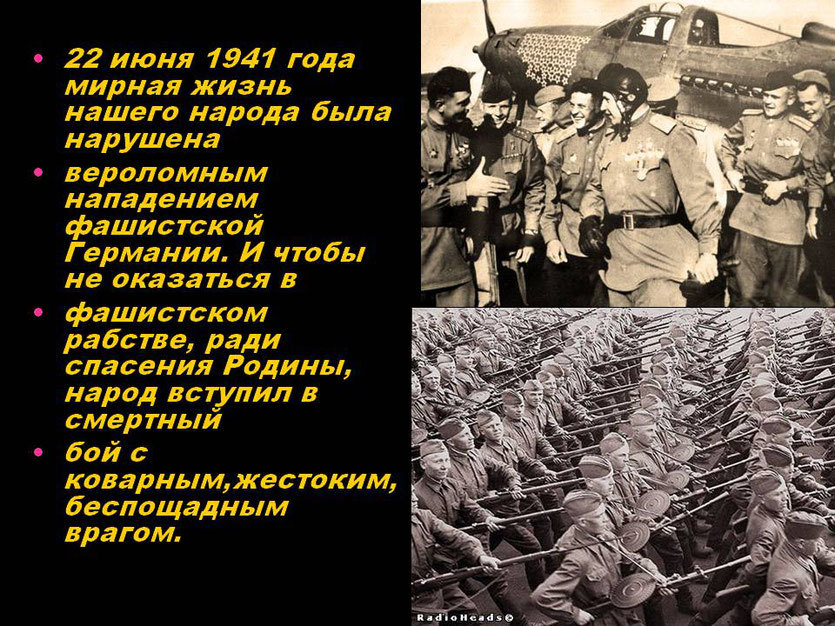 • 22 июня 1941 года
мирная жизнь
нашего народа была
нарушена
• вероломным
нападением
фашистской
Германии. И чтобы
не оказаться в
• фашистском
рабстве, ради
спасения Родины,
народ вступил в
смертный
• бой с
коварным,жестоким,
беспощадным
врагом.
RadioHeads©